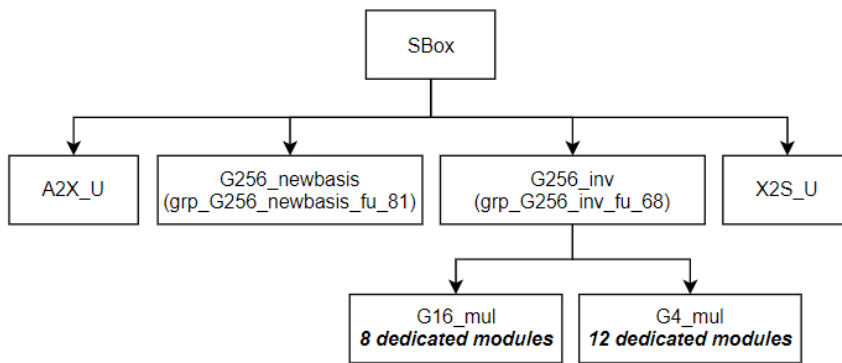 SBox
A2X_U
G256_newbasis
(grp_G256_newbasis_fu_81)
G256_inv
(grp_G256_inv_fu_68)
X2S_U
G16_mul
8 dedicated modules
G4_mul
12 dedicated modules